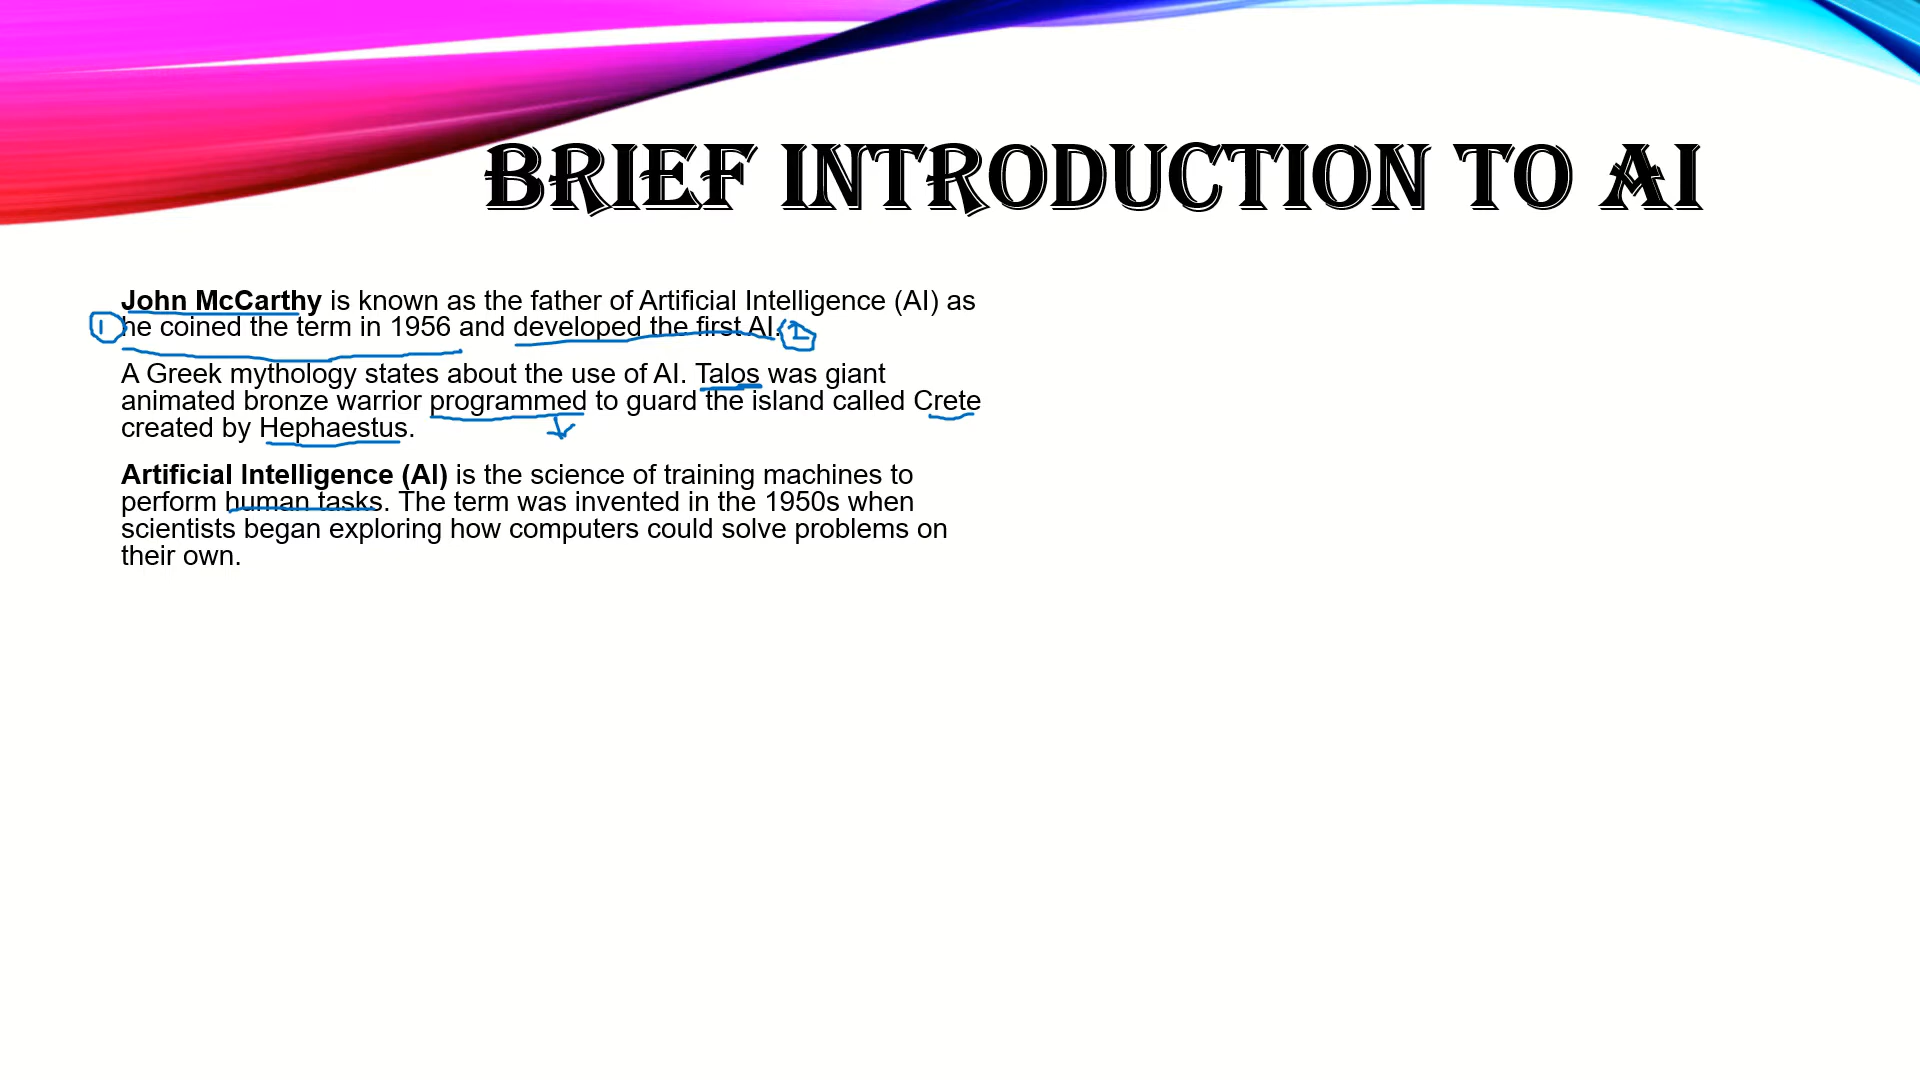 BRIEF INTRODUCTION TO AI
John McCarthy is known as the father of Artificial Intelligence (AI) as
1 he coined the term in 1956 and developed the first AI. 2
A Greek mythology states about the use of AI. Talos was giant
animated bronze warrior programmed to guard the island called Crete
created by Hephaestus.
Artificial Intelligence (AI) is the science of training machines to
perform human tasks. The term was invented in the 1950s when
scientists began exploring how computers could solve problems on
their own.